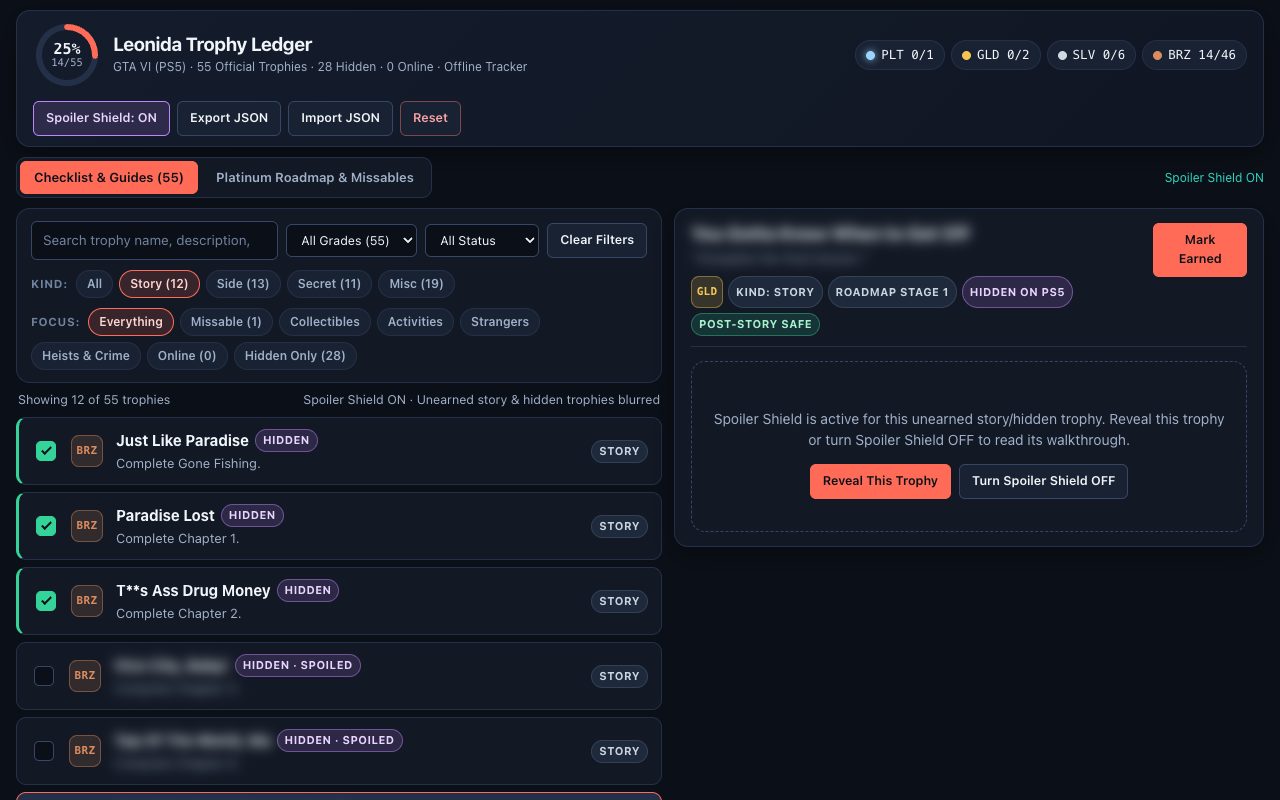 25%
14/55
Leonida Trophy Ledger
GTA VI (PS5) · 55 Official Trophies · 28 Hidden · 0 Online · Offline Tracker
PLT 0/1
GLD 0/2
SLV 0/6
BRZ 14/46
Spoiler Shield: ON
Export JSON
Import JSON
Reset
Checklist & Guides (55)
Platinum Roadmap & Missables
Spoiler Shield ON
Search trophy name, description,
All Grades (55)
All Status
Clear Filters
KIND:
All
Story (12)
Side (13)
Secret (11)
Misc (19)
FOCUS:
Everything
Missable (1)
Collectibles
Activities
Strangers
Heists & Crime
Online (0)
Hidden Only (28)
Showing 12 of 55 trophies
Spoiler Shield ON · Unearned story & hidden trophies blurred
BRZ
Just Like Paradise
HIDDEN
Complete Gone Fishing.
STORY
BRZ
Paradise Lost
HIDDEN
Complete Chapter 1.
STORY
BRZ
T**s Ass Drug Money
HIDDEN
Complete Chapter 2.
STORY
BRZ
HIDDEN · SPOILED
STORY
BRZ
HIDDEN · SPOILED
STORY
Mark
Earned
GLD
KIND: STORY
ROADMAP STAGE 1
HIDDEN ON PS5
POST-STORY SAFE
Spoiler Shield is active for this unearned story/hidden trophy. Reveal this trophy
or turn Spoiler Shield OFF to read its walkthrough.
Reveal This Trophy
Turn Spoiler Shield OFF